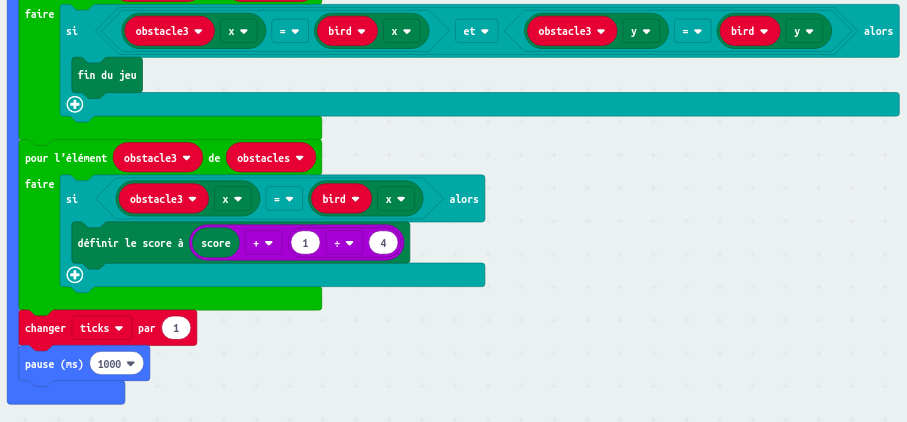 faire
si obstacle3 x = bird x et obstacle3 y = bird y alors
fin du jeu
pour l'élément obstacle3 de obstacles
faire
si obstacle3 x = bird x alors
définir le score à score + 1 ÷ 4
changer ticks par 1
pause (ms) 1000